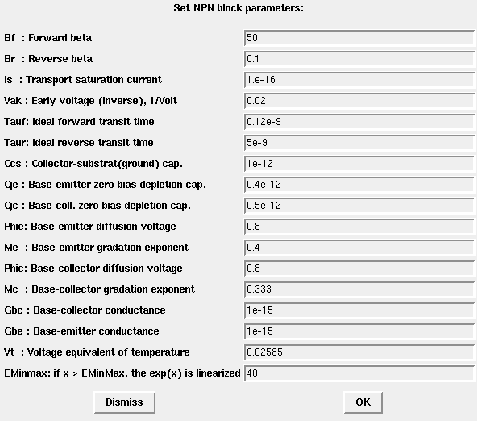 Set NPN block parameters:
Bf : Forward beta 50
Br : Reverse beta 0.1
Is : Transport saturation current 1.e-16
Vak : Early voltage (inverse), 1/Volt 0.02
Tauf: Ideal forward transit time 0.12e-9
Taur: Ideal reverse transit time 5e-9
Ccs : Collector-substrat(ground) cap. 1e-12
Cje : Base-emitter zero bias depletion cap. 0.4e-12
Cjc : Base-coll. zero bias depletion cap. 0.5e-12
Phie: Base-emitter diffusion voltage 0.8
Me : Base-emitter gradation exponent 0.4
Phic: Base-collector diffusion voltage 0.8
Mc : Base-collector gradation exponent 0.333
Gbc : Base-collector conductance 1e-15
Gbe : Base-emitter conductance 1e-15
Vt : Voltage equivalent of temperature 0.02585
EMinmax: if x > EMinMax, the exp(x) is linearized 40
Dismiss OK